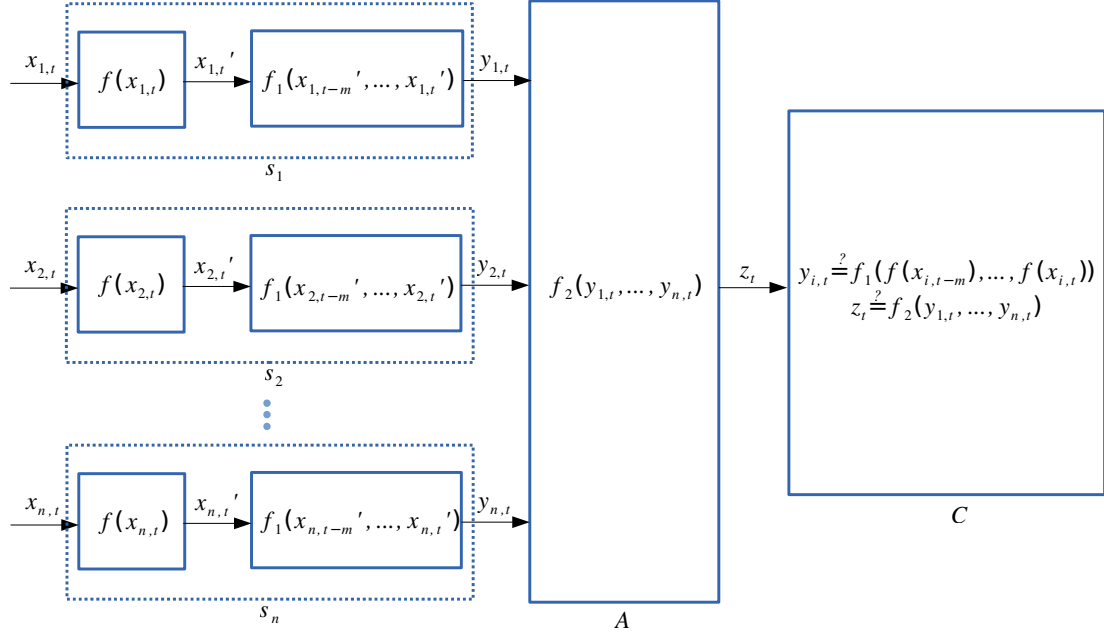 x_{1,t}
f(x_{1,t})
x_{1,t}'
f_1(x_{1,t-m}',...,x_{1,t}')
y_{1,t}
s_1
x_{2,t}
f(x_{2,t})
x_{2,t}'
f_1(x_{2,t-m}',...,x_{2,t}')
y_{2,t}
s_2
x_{n,t}
f(x_{n,t})
x_{n,t}'
f_1(x_{n,t-m}',...,x_{n,t}')
y_{n,t}
s_n
f_2(y_{1,t},...,y_{n,t})
A
z_t
y_{i,t} ≟ f_1(f(x_{i,t-m}),...,f(x_{i,t}))
z_t ≟ f_2(y_{1,t},...,y_{n,t})
C